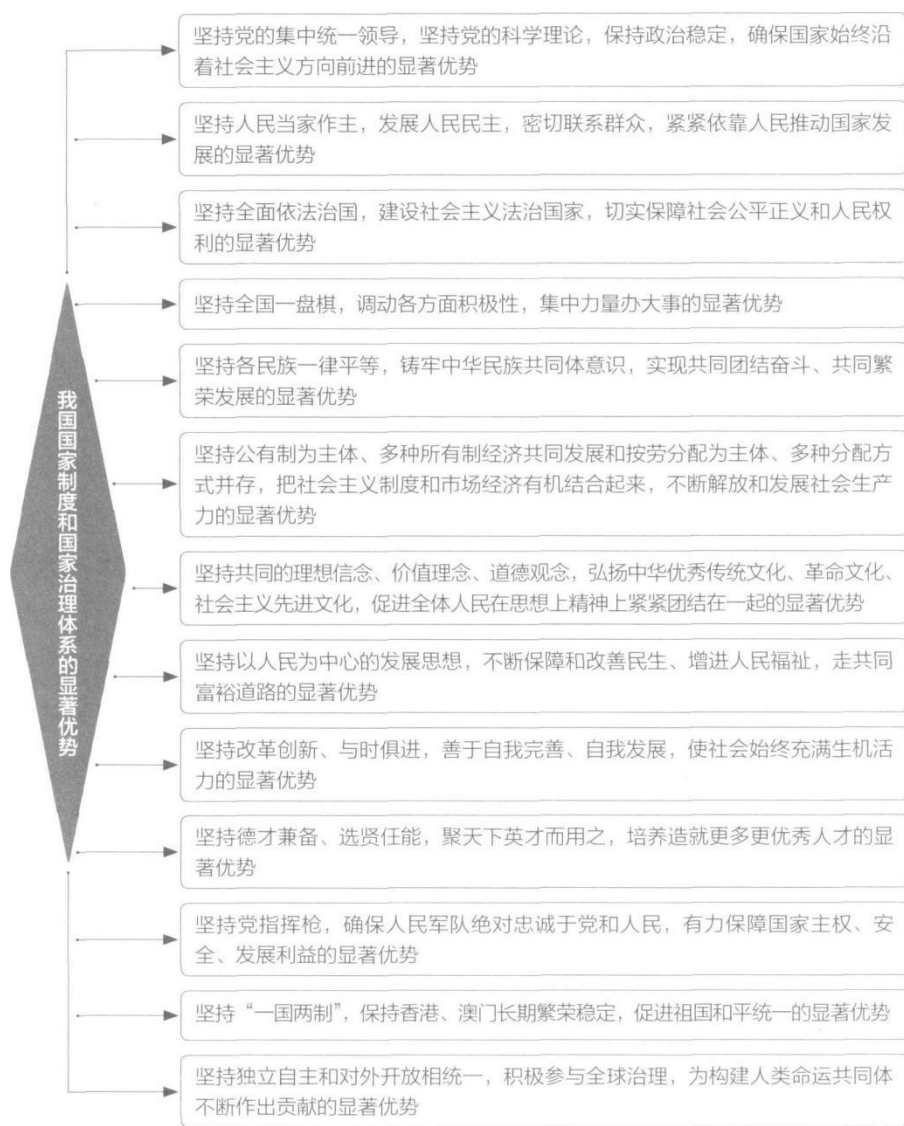 坚持党的集中统一领导，坚持党的科学理论，保持政治稳定，确保国家始终沿
着社会主义方向前进的显著优势
坚持人民当家作主，发展人民民主，密切联系群众，紧紧依靠人民推动国家发
展的显著优势
坚持全面依法治国，建设社会主义法治国家，切实保障社会公平正义和人民权
利的显著优势
坚持全国一盘棋，调动各方面积极性，集中力量办大事的显著优势
坚持各民族一律平等，铸牢中华民族共同体意识，实现共同团结奋斗、共同繁
荣发展的显著优势
我国国家制度和国家治理体系的显著优势
坚持公有制为主体、多种所有制经济共同发展和按劳分配为主体、多种分配方
式并存，把社会主义制度和市场经济有机结合起来，不断解放和发展社会生产
力的显著优势
坚持共同的理想信念、价值理念、道德观念，弘扬中华优秀传统文化、革命文化、
社会主义先进文化，促进全体人民在思想上精神上紧紧团结在一起的显著优势
坚持以人民为中心的发展思想，不断保障和改善民生、增进人民福祉，走共同
富裕道路的显著优势
坚持改革创新、与时俱进，善于自我完善、自我发展，使社会始终充满生机活
力的显著优势
坚持德才兼备、选贤任能，聚天下英才而用之，培养造就更多更优秀人才的显
著优势
坚持党指挥枪，确保人民军队绝对忠诚于党和人民，有力保障国家主权、安
全、发展利益的显著优势
坚持“一国两制”，保持香港、澳门长期繁荣稳定，促进祖国和平统一的显著优势
坚持独立自主和对外开放相统一，积极参与全球治理，为构建人类命运共同体
不断作出贡献的显著优势